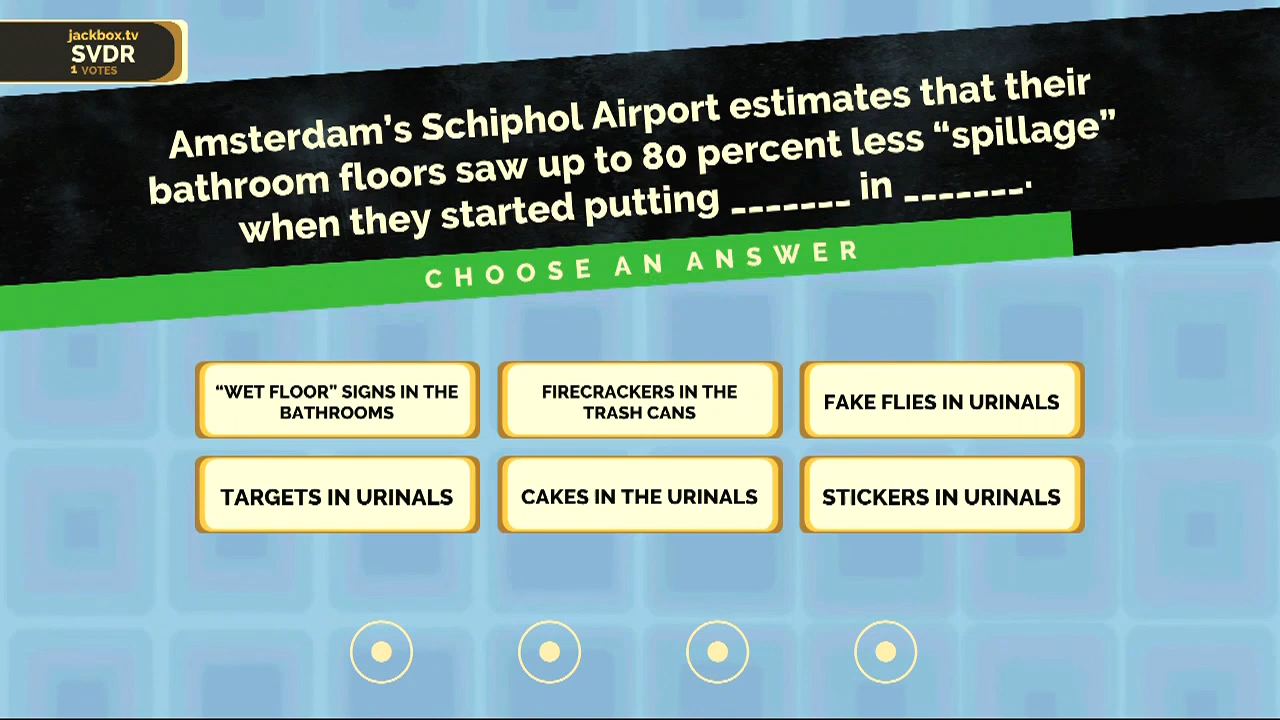 jackbox.tv
SVDR
1 VOTES
Amsterdam’s Schiphol Airport estimates that their
bathroom floors saw up to 80 percent less “spillage”
when they started putting _______ in _______.
CHOOSE AN ANSWER
“WET FLOOR” SIGNS IN THE
BATHROOMS
FIRECRACKERS IN THE
TRASH CANS
FAKE FLIES IN URINALS
TARGETS IN URINALS
CAKES IN THE URINALS
STICKERS IN URINALS